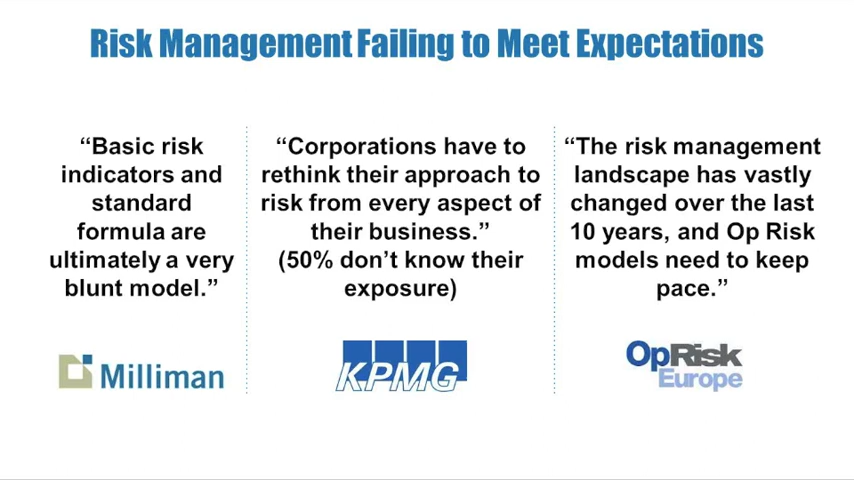 Risk Management Failing to Meet Expectations
“Basic risk
indicators and
standard
formula are
ultimately a very
blunt model.”
Milliman
“Corporations have to
rethink their approach to
risk from every aspect of
their business.”
(50% don’t know their
exposure)
KPMG
“The risk management
landscape has vastly
changed over the last
10 years, and Op Risk
models need to keep
pace.”
OpRisk
Europe